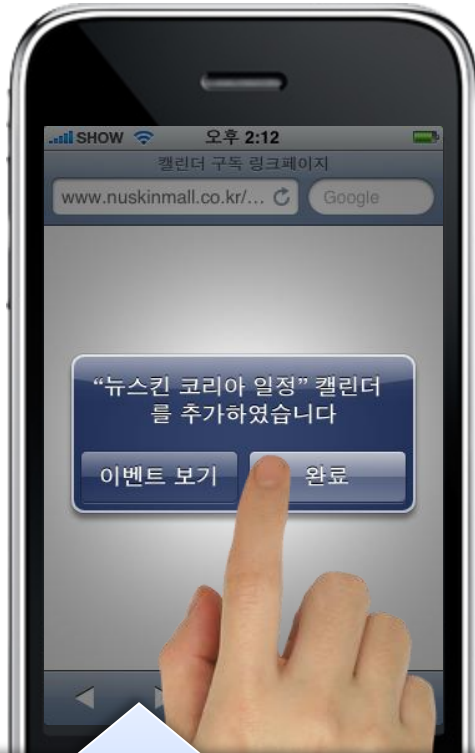 SHOW 오후 2:12
캘린더 구독 링크페이지
www.nuskinmall.co.kr/... Google
“뉴스킨 코리아 일정” 캘린더
를 추가하였습니다
이벤트 보기 완료